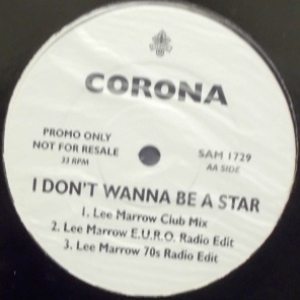 CORONA
PROMO ONLY
NOT FOR RESALE
33 RPM
SAM 1729
AA SIDE
I DON'T WANNA BE A STAR
1. Lee Marrow Club Mix
2. Lee Marrow E.U.R.O. Radio Edit
3. Lee Marrow 70s Radio Edit